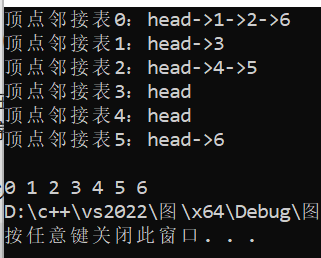 顶点邻接表0：head->1->2->6
顶点邻接表1：head->3
顶点邻接表2：head->4->5
顶点邻接表3：head
顶点邻接表4：head
顶点邻接表5：head->6
0 1 2 3 4 5 6
D:\c++\vs2022\图\x64\Debug\图
按任意键关闭此窗口. . .